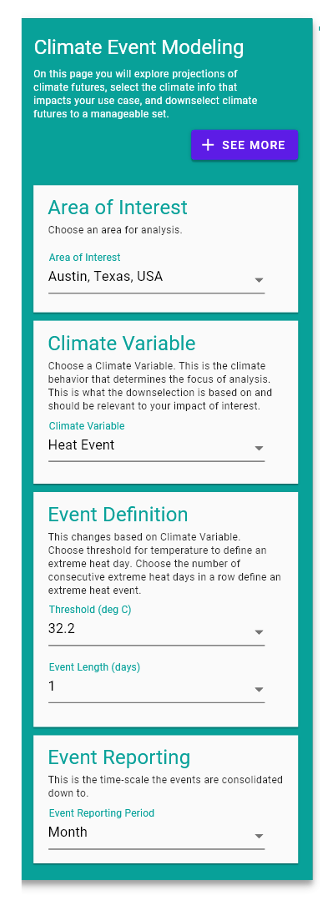 Climate Event Modeling
On this page you will explore projections of
climate futures, select the climate info that
impacts your use case, and downselect climate
futures to a manageable set.
+ SEE MORE
Area of Interest
Choose an area for analysis.
Area of Interest
Austin, Texas, USA
Climate Variable
Choose a Climate Variable. This is the climate
behavior that determines the focus of analysis.
This is what the downselection is based on and
should be relevant to your impact of interest.
Climate Variable
Heat Event
Event Definition
This changes based on Climate Variable.
Choose threshold for temperature to define an
extreme heat day. Choose the number of
consecutive extreme heat days in a row define an
extreme heat event.
Threshold (deg C)
32.2
Event Length (days)
1
Event Reporting
This is the time-scale the events are consolidated
down to.
Event Reporting Period
Month